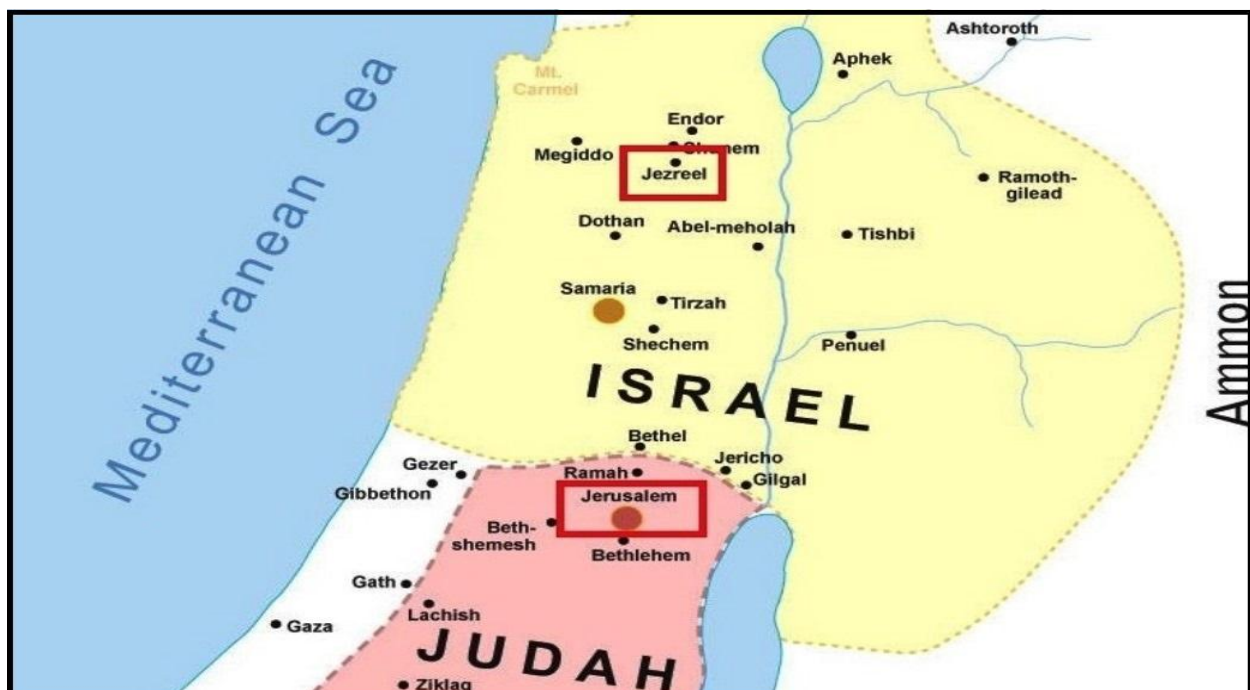 Ashtoroth
Aphek
Mt.
Carmel
Mediterranean Sea
Endor
Shunem
Megiddo
Jezreel
Ramoth-
gilead
Dothan
Abel-meholah
Tishbi
Samaria
Tirzah
Shechem
Penuel
Ammon
ISRAEL
Bethel
Gezer
Ramah
Jericho
Gilgal
Gibbethon
Jerusalem
Beth-
shemesh
Bethlehem
Gath
Lachish
Gaza
JUDAH
Ziklag